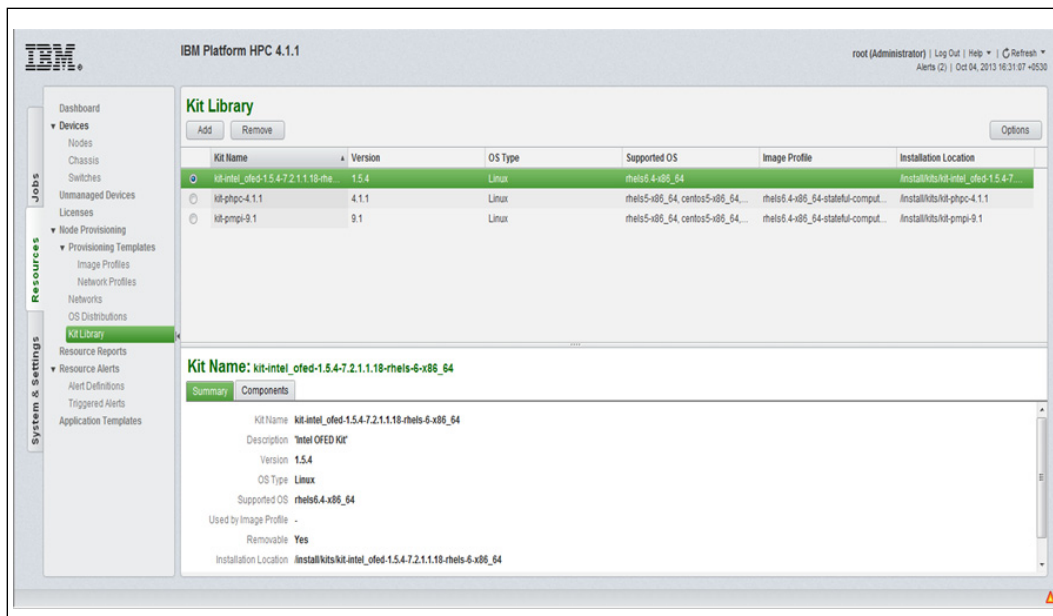 IBM
IBM Platform HPC 4.1.1
root (Administrator) | Log Out | Help | Refresh
Alerts (2) | Oct 04, 2013 16:31:07 +0530
Jobs
Resources
System & Settings
Dashboard
Devices
Nodes
Chassis
Switches
Unmanaged Devices
Licenses
Node Provisioning
Provisioning Templates
Image Profiles
Network Profiles
Networks
OS Distributions
Kit Library
Resource Reports
Resource Alerts
Alert Definitions
Triggered Alerts
Application Templates
Kit Library
Add Remove Options
Kit Name Version OS Type Supported OS Image Profile Installation Location
kit-intel_ofed-1.5.4-7.2.1.1.18-rhe... 1.5.4 Linux rhels6.4-x86_64 /install/kits/kit-intel_ofed-1.5.4-7....
kit-phpc-4.1.1 4.1.1 Linux rhels5-x86_64, centos5-x86_64,... rhels6.4-x86_64-stateful-comput... /install/kits/kit-phpc-4.1.1
kit-pmpi-9.1 9.1 Linux rhels5-x86_64, centos5-x86_64,... rhels6.4-x86_64-stateful-comput... /install/kits/kit-pmpi-9.1
Kit Name: kit-intel_ofed-1.5.4-7.2.1.1.18-rhels-6-x86_64
Summary Components
Kit Name kit-intel_ofed-1.5.4-7.2.1.1.18-rhels-6-x86_64
Description 'Intel OFED Kit'
Version 1.5.4
OS Type Linux
Supported OS rhels6.4-x86_64
Used by Image Profile -
Removable Yes
Installation Location /install/kits/kit-intel_ofed-1.5.4-7.2.1.1.18-rhels-6-x86_64